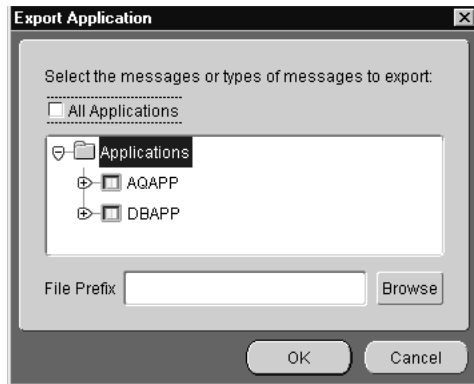 Export Application
Select the messages or types of messages to export:
All Applications
Applications
AQAPP
DBAPP
File Prefix
Browse
OK
Cancel